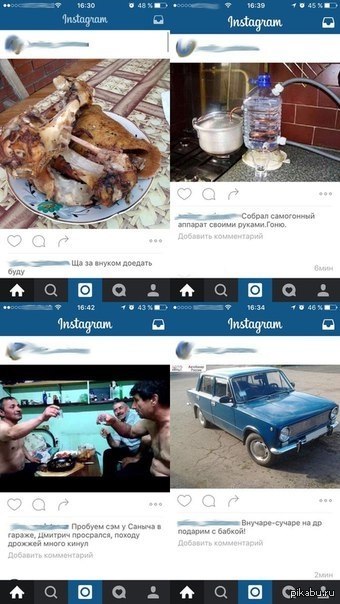 16:30
48 %
Instagram
Ща за внуком доедать
буду
16:39
45 %
Instagram
Собрал самогонный
аппарат своими руками.Гоню.
Добавить комментарий
6мин
16:42
43 %
Instagram
Пробуем сэм у Саныча в
гараже, Дмитрич просрался, походу
дрожжей много кинул
Добавить комментарий
16:34
46 %
Instagram
Внучаре-сучаре на др
подарим с бабкой!
Добавить комментарий
2мин
pikabu.ru